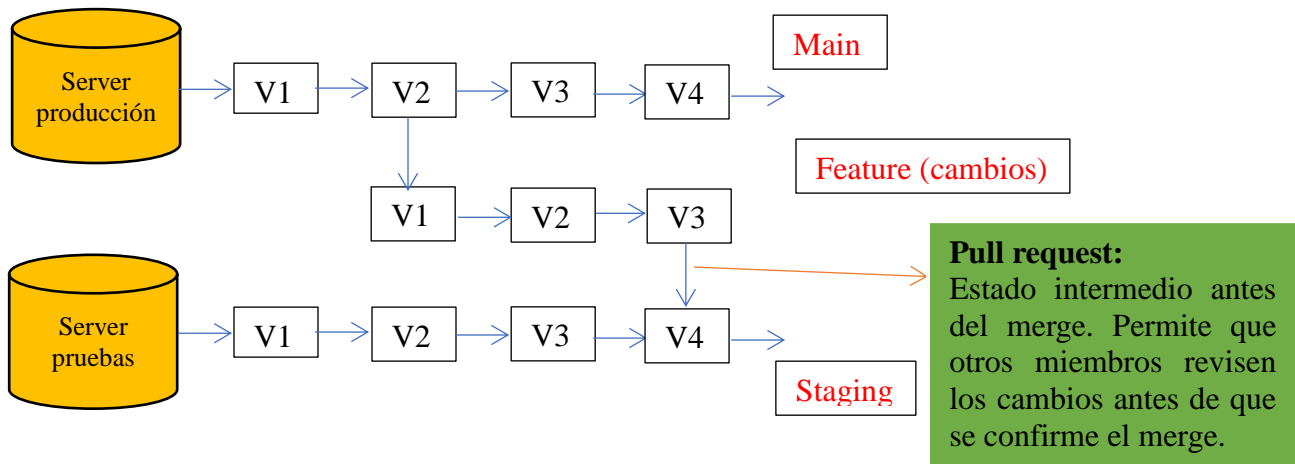 Main
Server
producción
V1
V2
V3
V4
Feature (cambios)
V1
V2
V3
Pull request:
Estado intermedio antes
del merge. Permite que
otros miembros revisen
los cambios antes de que
se confirme el merge.
Server
pruebas
V1
V2
V3
V4
Staging